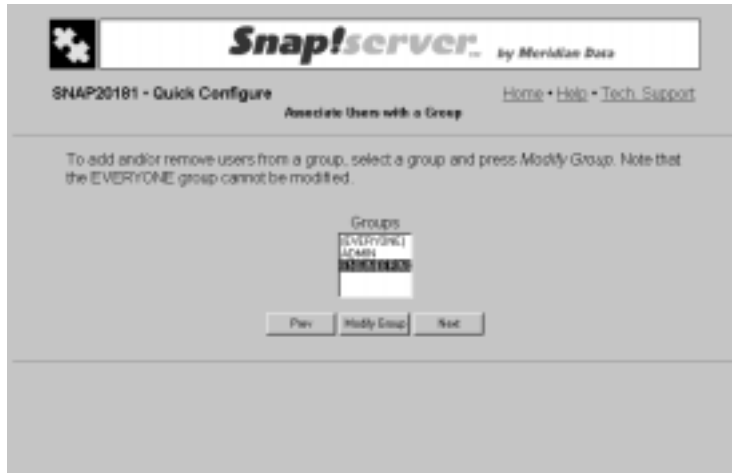 Snap!server™ by Meridian Data
SNAP20181 - Quick Configure
Home • Help • Tech. Support
Associate Users with a Group
To add and/or remove users from a group, select a group and press Modify Group. Note that
the EVERYONE group cannot be modified.
Groups
(EVERYONE)
ADMIN
ENGINEERING
Prev
Modify Group
Next